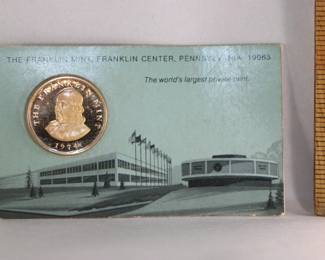 THE FRANKLIN MINT, FRANKLIN CENTER, PENNSYLVANIA 19063
The world's largest private mint.
THE FRANKLIN MINT
1974